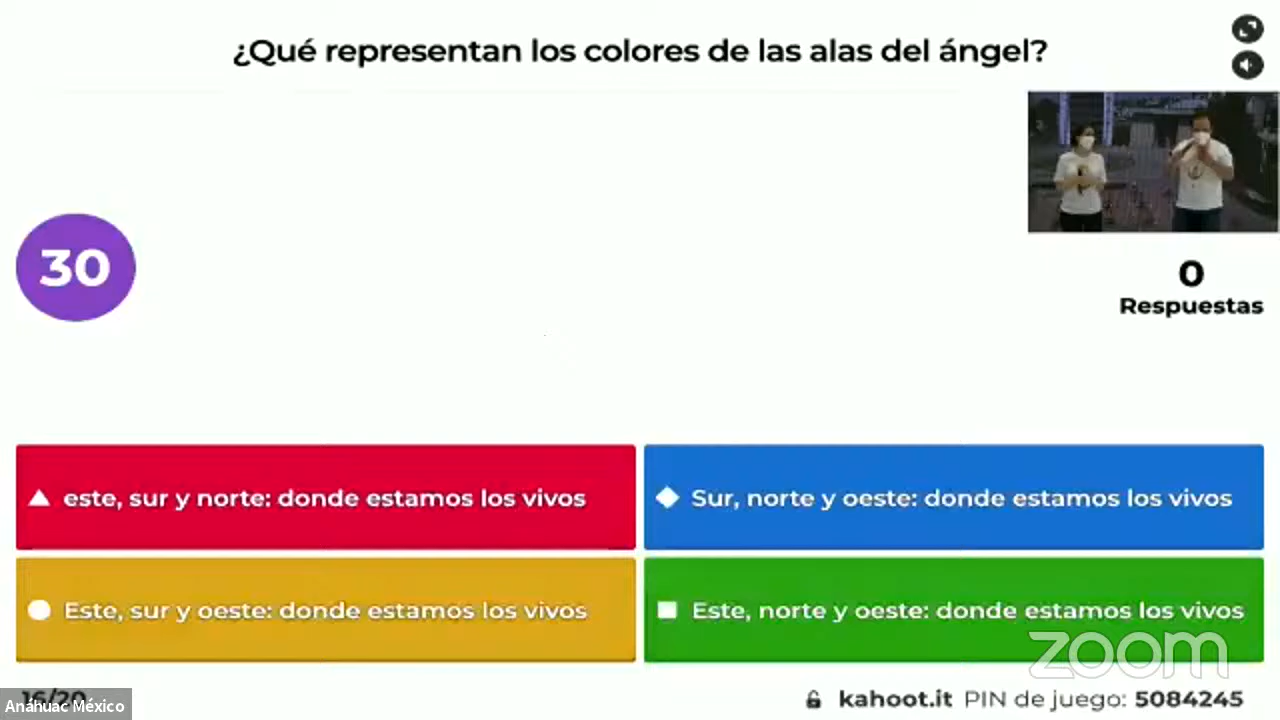 ¿Qué representan los colores de las alas del ángel?
30
0
Respuestas
este, sur y norte: donde estamos los vivos
Sur, norte y oeste: donde estamos los vivos
Este, sur y oeste: donde estamos los vivos
Este, norte y oeste: donde estamos los vivos
zoom
16/20
Anáhuac México
kahoot.it PIN de juego: 5084245